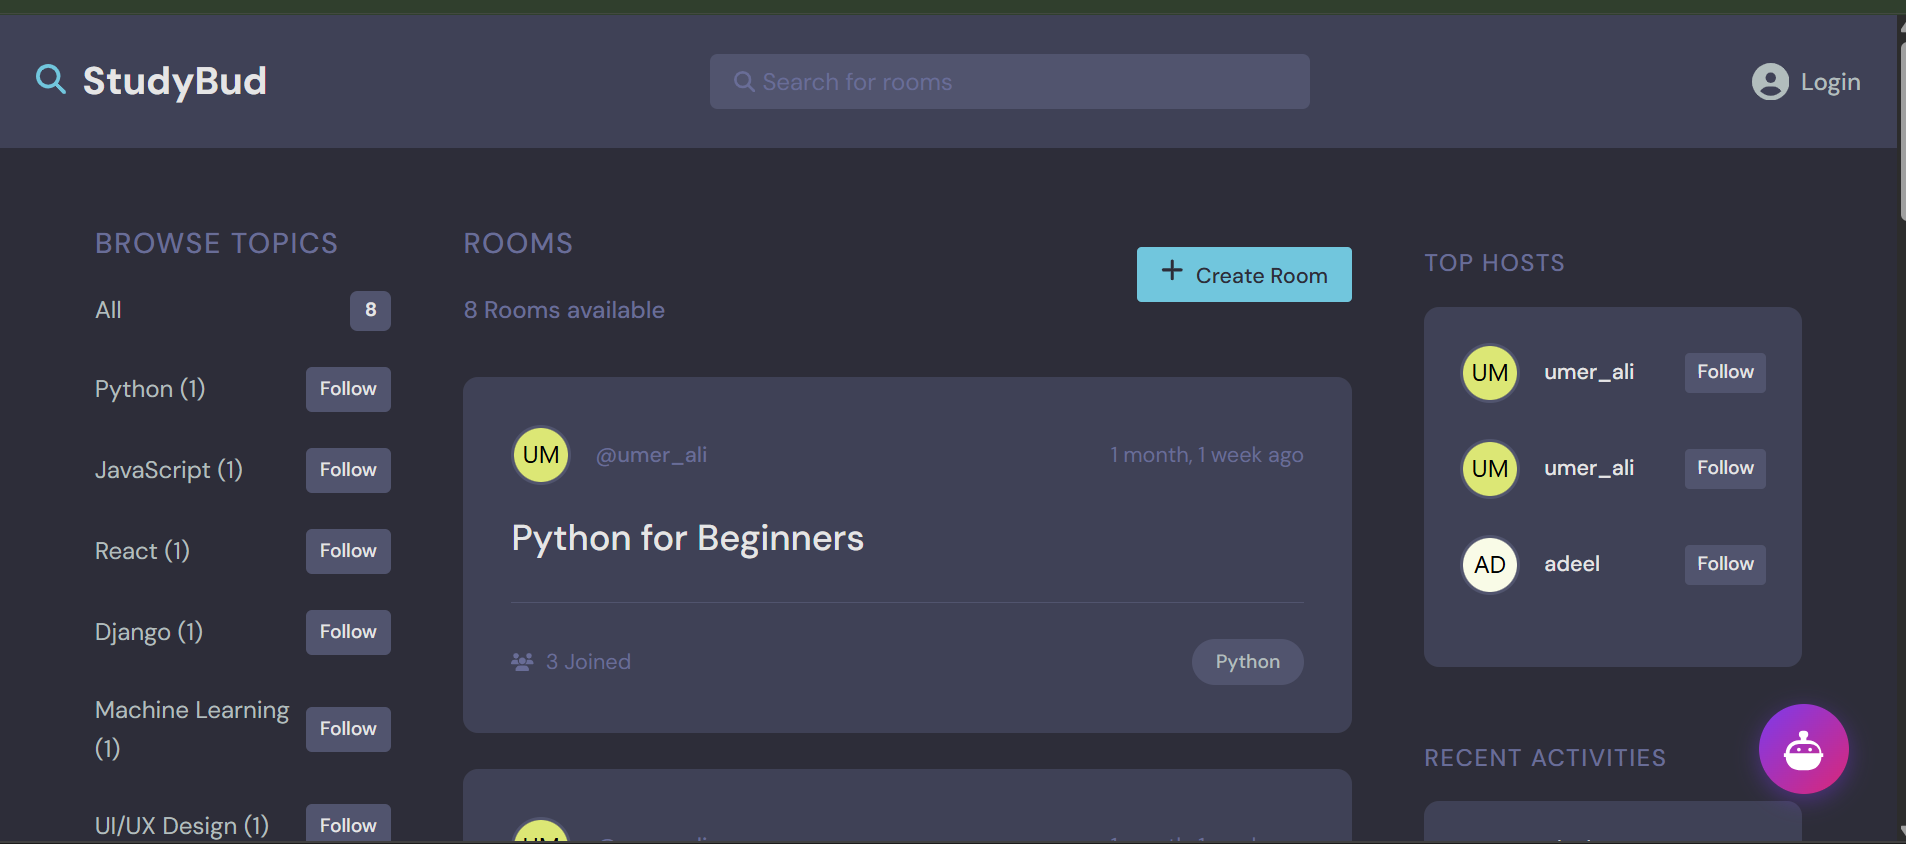 StudyBud
Search for rooms
Login
BROWSE TOPICS
All 8
Python (1) Follow
JavaScript (1) Follow
React (1) Follow
Django (1) Follow
Machine Learning
(1) Follow
UI/UX Design (1) Follow
ROOMS
8 Rooms available
+ Create Room
UM @umer_ali 1 month, 1 week ago
Python for Beginners
3 Joined Python
TOP HOSTS
UM umer_ali Follow
UM umer_ali Follow
AD adeel Follow
RECENT ACTIVITIES